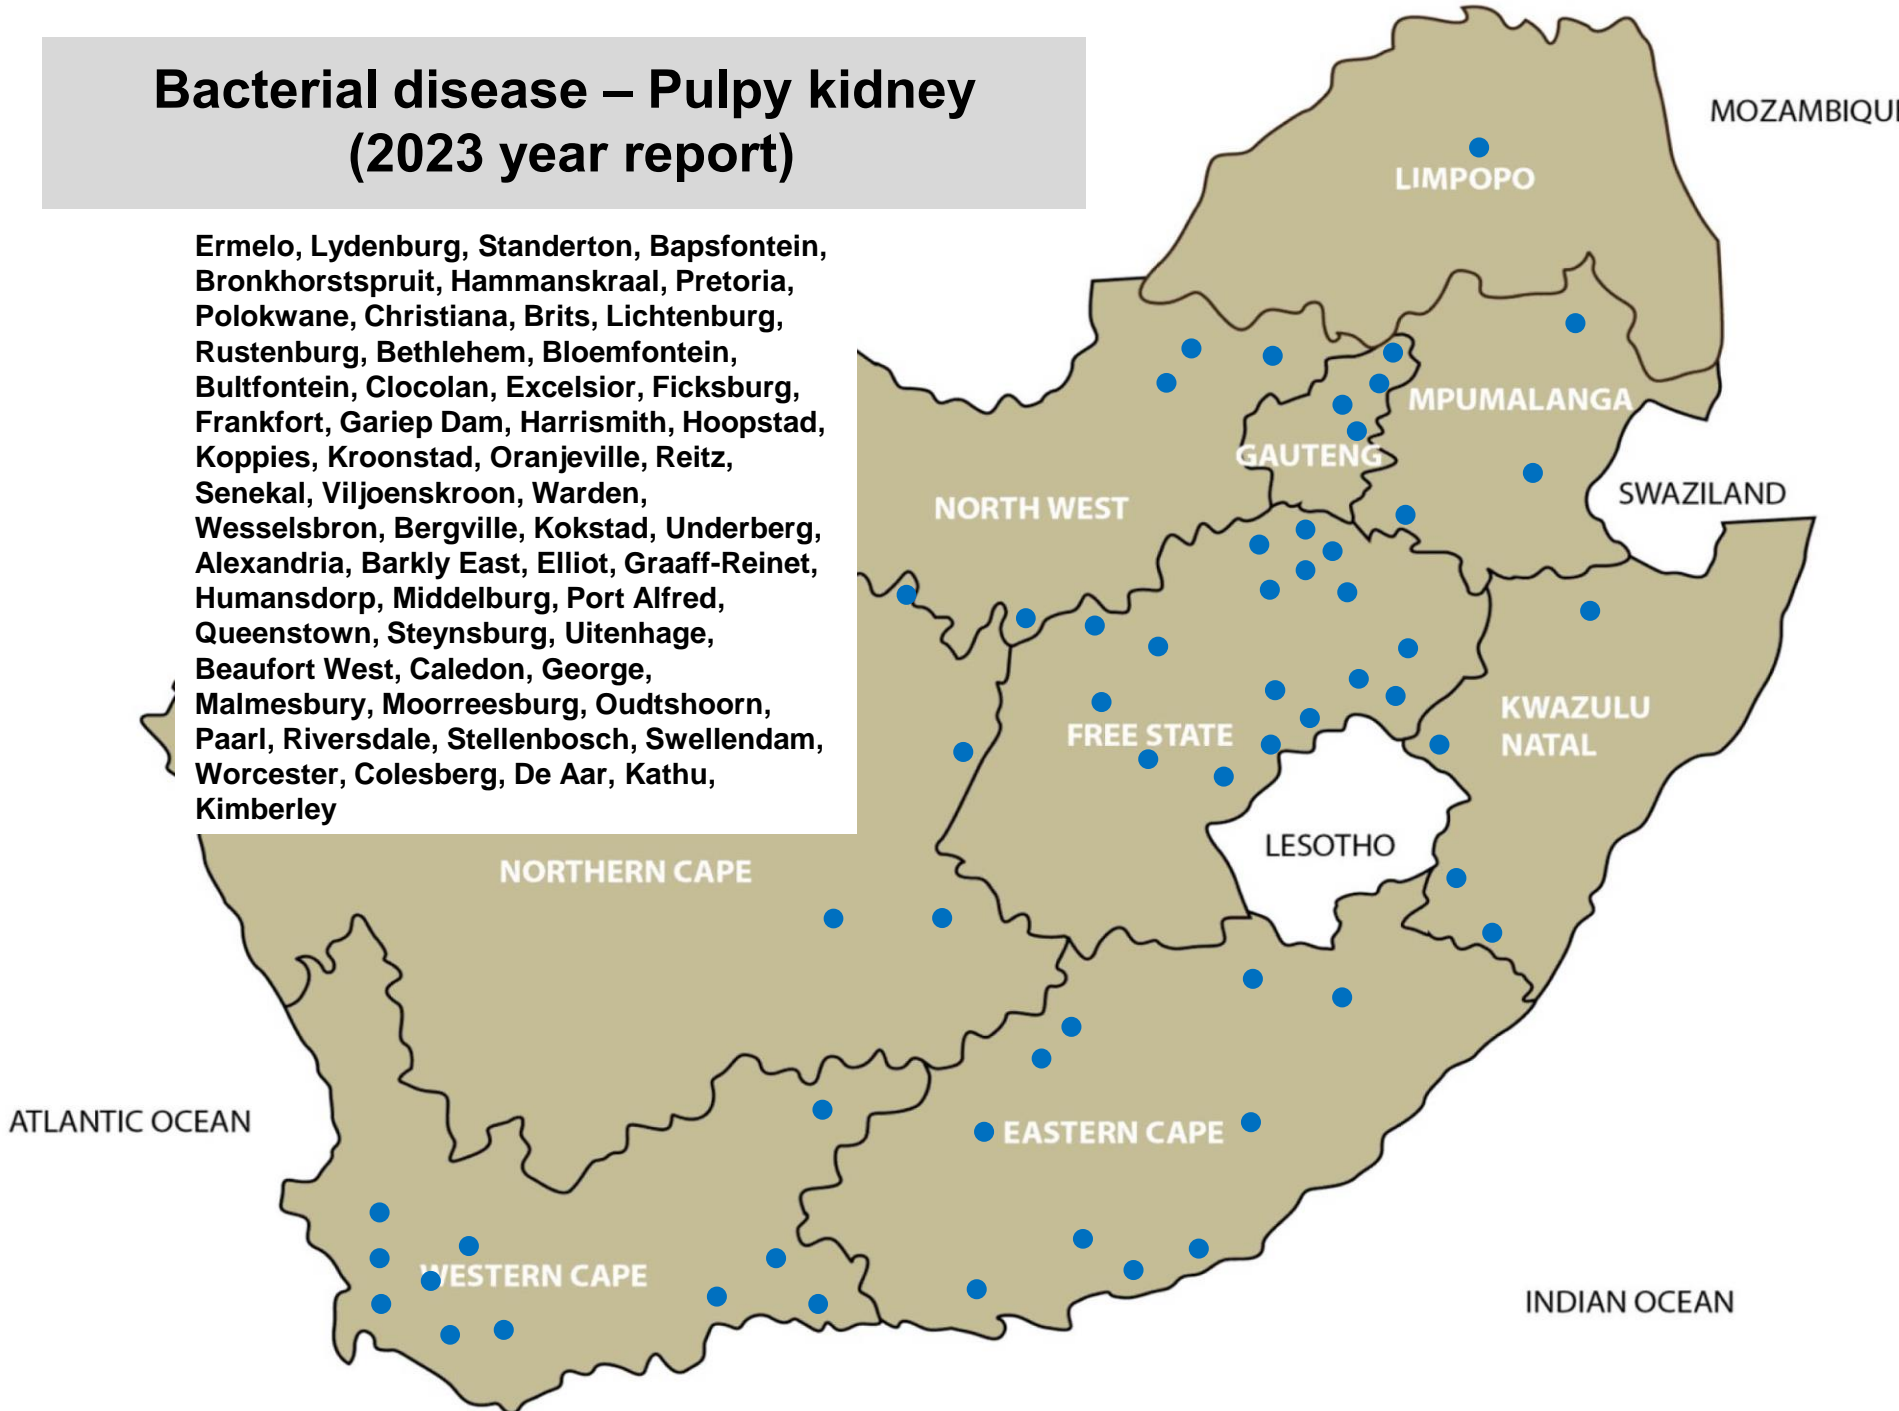 Bacterial disease – Pulpy kidney
(2023 year report)
Ermelo, Lydenburg, Standerton, Bapsfontein,
Bronkhorstspruit, Hammanskraal, Pretoria,
Polokwane, Christiana, Brits, Lichtenburg,
Rustenburg, Bethlehem, Bloemfontein,
Bultfontein, Clocolan, Excelsior, Ficksburg,
Frankfort, Gariep Dam, Harrismith, Hoopstad,
Koppies, Kroonstad, Oranjeville, Reitz,
Senekal, Viljoenskroon, Warden,
Wesselsbron, Bergville, Kokstad, Underberg,
Alexandria, Barkly East, Elliot, Graaff-Reinet,
Humansdorp, Middelburg, Port Alfred,
Queenstown, Steynsburg, Uitenhage,
Beaufort West, Caledon, George,
Malmesbury, Moorreesburg, Oudtshoorn,
Paarl, Riversdale, Stellenbosch, Swellendam,
Worcester, Colesberg, De Aar, Kathu,
Kimberley
MOZAMBIQU
LIMPOPO
MPUMALANGA
GAUTENG
SWAZILAND
NORTH WEST
KWAZULU
NATAL
FREE STATE
LESOTHO
NORTHERN CAPE
ATLANTIC OCEAN
EASTERN CAPE
WESTERN CAPE
INDIAN OCEAN